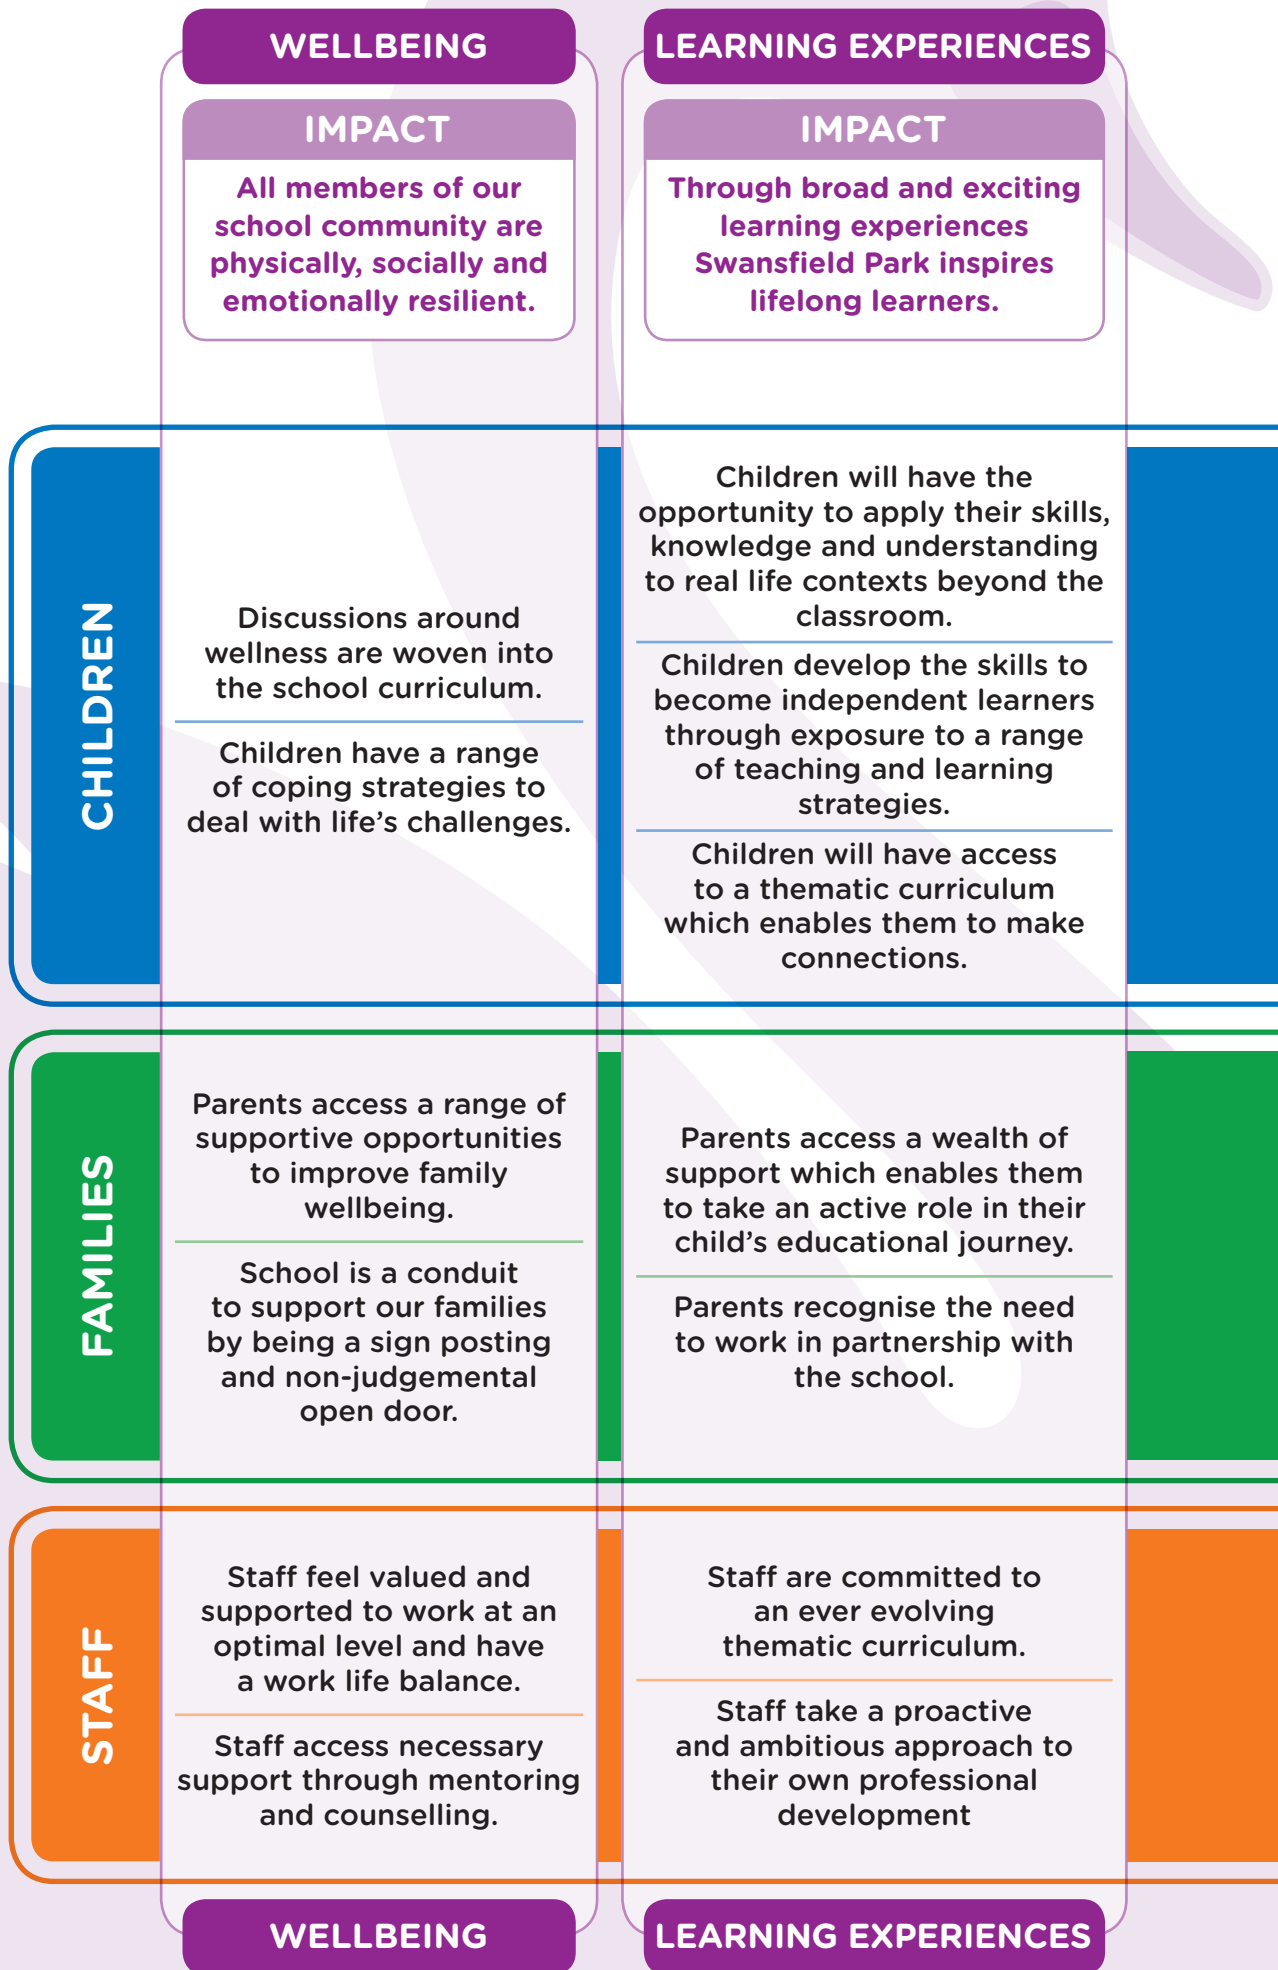 WELLBEING
IMPACT
All members of our
school community are
physically, socially and
emotionally resilient.
LEARNING EXPERIENCES
IMPACT
Through broad and exciting
learning experiences
Swansfield Park inspires
lifelong learners.
CHILDREN
Discussions around
wellness are woven into
the school curriculum.
Children have a range
of coping strategies to
deal with life’s challenges.
Children will have the
opportunity to apply their skills,
knowledge and understanding
to real life contexts beyond the
classroom.
Children develop the skills to
become independent learners
through exposure to a range
of teaching and learning
strategies.
Children will have access
to a thematic curriculum
which enables them to make
connections.
FAMILIES
Parents access a range of
supportive opportunities
to improve family
wellbeing.
School is a conduit
to support our families
by being a sign posting
and non-judgemental
open door.
Parents access a wealth of
support which enables them
to take an active role in their
child’s educational journey.
Parents recognise the need
to work in partnership with
the school.
STAFF
Staff feel valued and
supported to work at an
optimal level and have
a work life balance.
Staff access necessary
support through mentoring
and counselling.
Staff are committed to
an ever evolving
thematic curriculum.
Staff take a proactive
and ambitious approach to
their own professional
development
WELLBEING
LEARNING EXPERIENCES